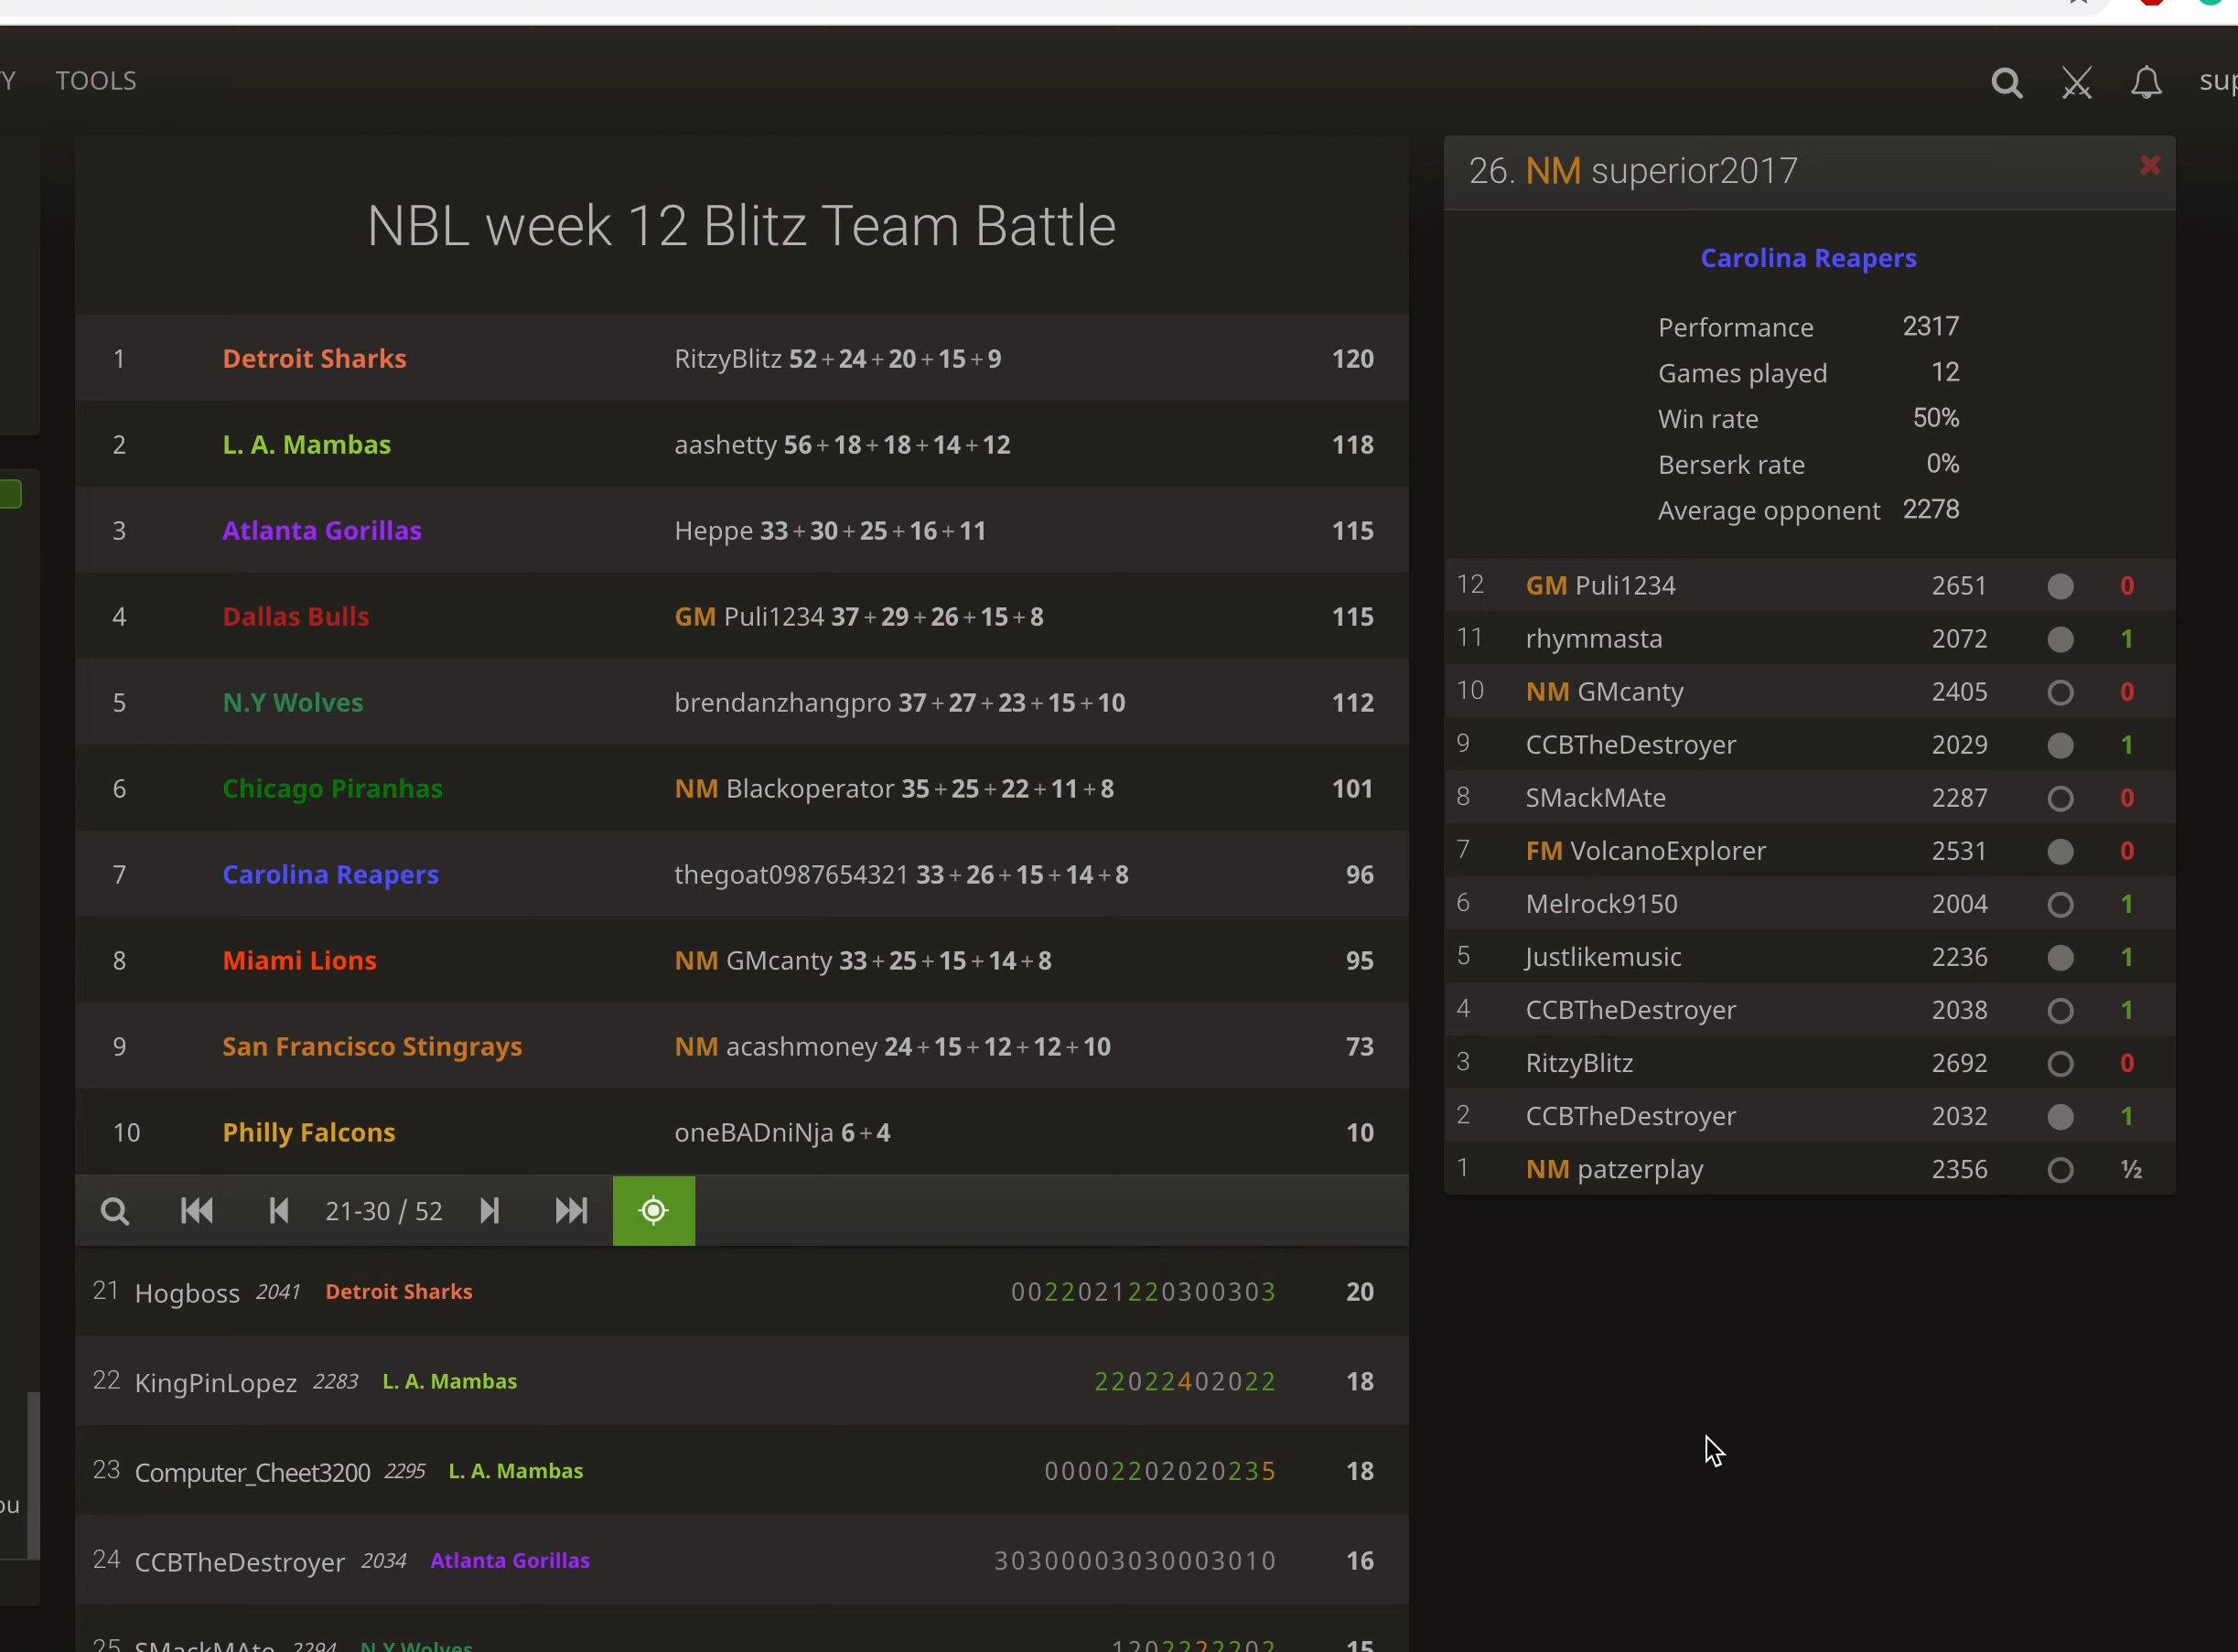 Y TOOLS
sup
NBL week 12 Blitz Team Battle
1 Detroit Sharks RitzyBlitz 52+24+20+15+9 120
2 L. A. Mambas aashetty 56+18+18+14+12 118
3 Atlanta Gorillas Heppe 33+30+25+16+11 115
4 Dallas Bulls GM Puli1234 37+29+26+15+8 115
5 N.Y Wolves brendanzhangpro 37+27+23+15+10 112
6 Chicago Piranhas NM Blackoperator 35+25+22+11+8 101
7 Carolina Reapers thegoat0987654321 33+26+15+14+8 96
8 Miami Lions NM GMcanty 33+25+15+14+8 95
9 San Francisco Stingrays NM acashmoney 24+15+12+12+10 73
10 Philly Falcons oneBADniNja 6+4 10
21-30 / 52
21 Hogboss 2041 Detroit Sharks 0022021220300303 20
22 KingPinLopez 2283 L. A. Mambas 22022402022 18
23 Computer_Cheet3200 2295 L. A. Mambas 00002202020235 18
24 CCBTheDestroyer 2034 Atlanta Gorillas 30300003030003010 16
25 SMackMAte 2294 N.Y Wolves 1202222202 15
ou
26. NM superior2017
Carolina Reapers
Performance 2317
Games played 12
Win rate 50%
Berserk rate 0%
Average opponent 2278
12 GM Puli1234 2651 0
11 rhymmasta 2072 1
10 NM GMcanty 2405 0
9 CCBTheDestroyer 2029 1
8 SMackMAte 2287 0
7 FM VolcanoExplorer 2531 0
6 Melrock9150 2004 1
5 Justlikemusic 2236 1
4 CCBTheDestroyer 2038 1
3 RitzyBlitz 2692 0
2 CCBTheDestroyer 2032 1
1 NM patzerplay 2356 ½